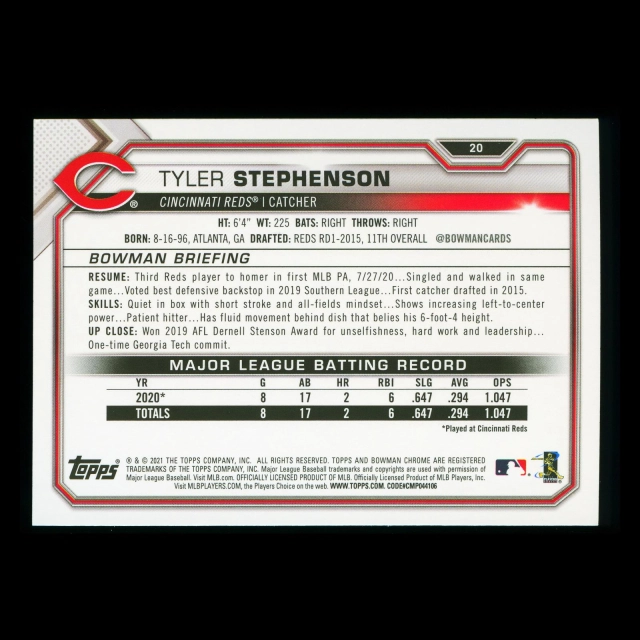 20
TYLER STEPHENSON
CINCINNATI REDS® | CATCHER
HT: 6'4" WT: 225 BATS: RIGHT THROWS: RIGHT
BORN: 8-16-96, ATLANTA, GA DRAFTED: REDS RD1-2015, 11TH OVERALL @BOWMANCARDS
BOWMAN BRIEFING
RESUME: Third Reds player to homer in first MLB PA, 7/27/20...Singled and walked in same
game...Voted best defensive backstop in 2019 Southern League...First catcher drafted in 2015.
SKILLS: Quiet in box with short stroke and all-fields mindset...Shows increasing left-to-center
power...Patient hitter...Has fluid movement behind dish that belies his 6-foot-4 height.
UP CLOSE: Won 2019 AFL Dernell Stenson Award for unselfishness, hard work and leadership...
One-time Georgia Tech commit.
MAJOR LEAGUE BATTING RECORD
YR G AB HR RBI SLG AVG OPS
2020* 8 17 2 6 .647 .294 1.047
TOTALS 8 17 2 6 .647 .294 1.047
*Played at Cincinnati Reds
Topps ® ® & © 2021 THE TOPPS COMPANY, INC. ALL RIGHTS RESERVED. TOPPS AND BOWMAN CHROME ARE REGISTERED
TRADEMARKS OF THE TOPPS COMPANY, INC. Major League Baseball trademarks and copyrights are used with permission of
Major League Baseball. Visit MLB.com. OFFICIALLY LICENSED PRODUCT OF MLB. Officially Licensed Product of MLB Players, Inc.
Visit MLBPLAYERS.COM, the Players Choice on the web. WWW.TOPPS.COM. CODE#CMP044106